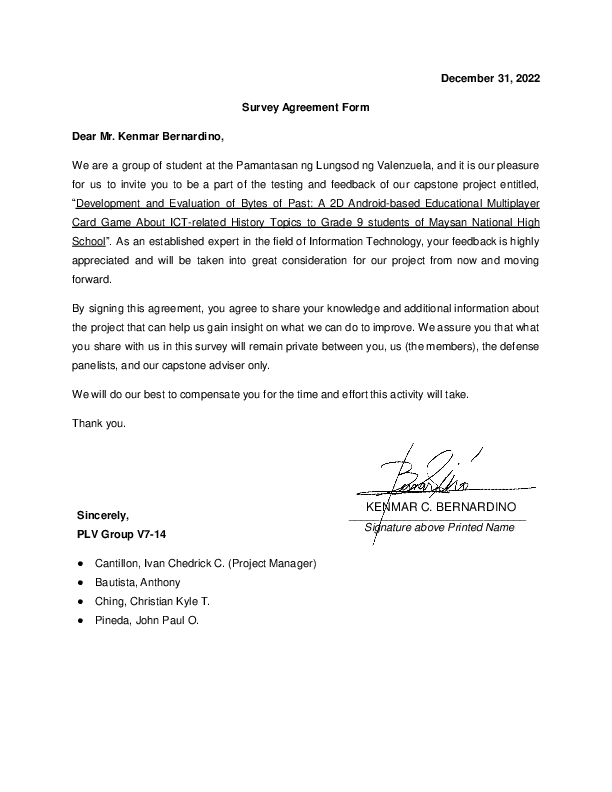 December 31, 2022
Survey Agreement Form
Dear Mr. Kenmar Bernardino,
We are a group of student at the Pamantasan ng Lungsod ng Valenzuela, and it is our pleasure
for us to invite you to be a part of the testing and feedback of our capstone project entitled,
“Development and Evaluation of Bytes of Past: A 2D Android-based Educational Multiplayer
Card Game About ICT-related History Topics to Grade 9 students of Maysan National High
School”. As an established expert in the field of Information Technology, your feedback is highly
appreciated and will be taken into great consideration for our project from now and moving
forward.
By signing this agreement, you agree to share your knowledge and additional information about
the project that can help us gain insight on what we can do to improve. We assure you that what
you share with us in this survey will remain private between you, us (the members), the defense
panelists, and our capstone adviser only.
We will do our best to compensate you for the time and effort this activity will take.
Thank you.
Bernardino
KENMAR C. BERNARDINO
Signature above Printed Name
Sincerely,
PLV Group V7-14
● Cantillon, Ivan Chedrick C. (Project Manager)
● Bautista, Anthony
● Ching, Christian Kyle T.
● Pineda, John Paul O.